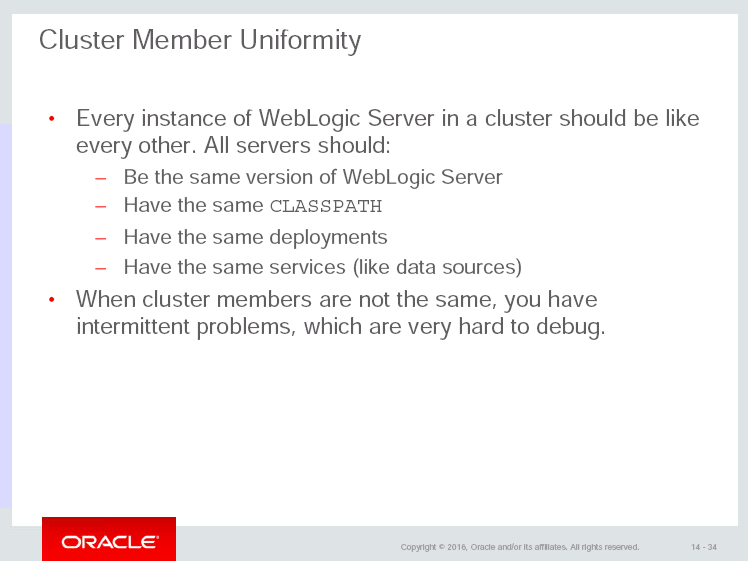 Cluster Member Uniformity
• Every instance of WebLogic Server in a cluster should be like
every other. All servers should:
– Be the same version of WebLogic Server
– Have the same CLASSPATH
– Have the same deployments
– Have the same services (like data sources)
• When cluster members are not the same, you have
intermittent problems, which are very hard to debug.
ORACLE®
Copyright © 2016, Oracle and/or its affiliates. All rights reserved. 14 - 34